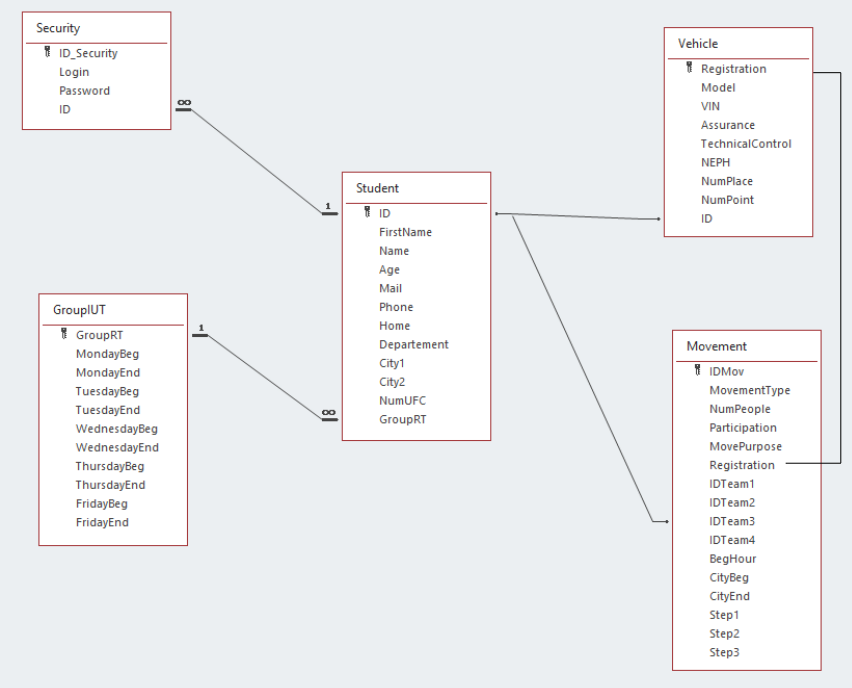 Security
ID_Security
Login
Password
ID
∞
1
Student
ID
FirstName
Name
Age
Mail
Phone
Home
Departement
City1
City2
NumUFC
GroupRT
GroupIUT
GroupRT
MondayBeg
MondayEnd
TuesdayBeg
TuesdayEnd
WednesdayBeg
WednesdayEnd
ThursdayBeg
ThursdayEnd
FridayBeg
FridayEnd
1
∞
Vehicle
Registration
Model
VIN
Assurance
TechnicalControl
NEPH
NumPlace
NumPoint
ID
Movement
IDMov
MovementType
NumPeople
Participation
MovePurpose
Registration
IDTeam1
IDTeam2
IDTeam3
IDTeam4
BegHour
CityBeg
CityEnd
Step1
Step2
Step3